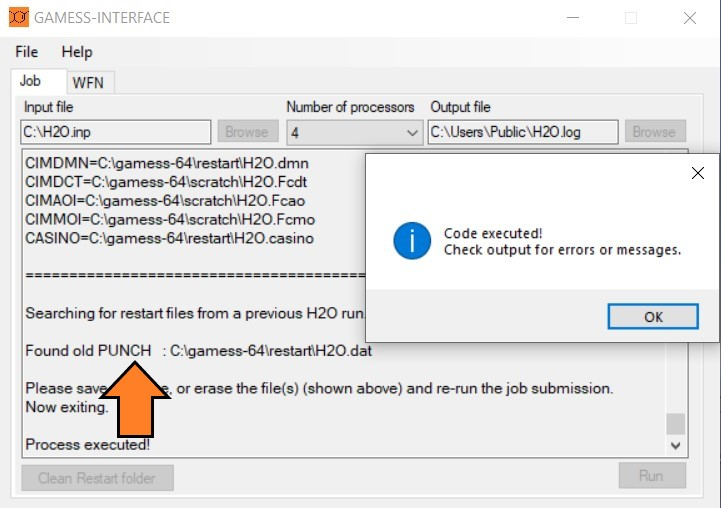 GAMESS-INTERFACE
File Help
Job WFN
Input file Number of processors Output file
C:\H2O.inp Browse 4 C:\Users\Public\H2O.log Browse
CIMDMN=C:\gamess-64\restart\H2O.dmn
CIMDCT=C:\gamess-64\scratch\H2O.Fcdt
CIMAOI=C:\gamess-64\scratch\H2O.Fcao
CIMMOI=C:\gamess-64\scratch\H2O.Fcmo
CASINO=C:\gamess-64\restart\H2O.casino
Searching for restart files from a previous H2O run.
Found old PUNCH : C:\gamess-64\restart\H2O.dat
Please save, or erase the file(s) (shown above) and re-run the job submission.
Now exiting.
Process executed!
Clean Restart folder Run
Code executed!
Check output for errors or messages.
OK